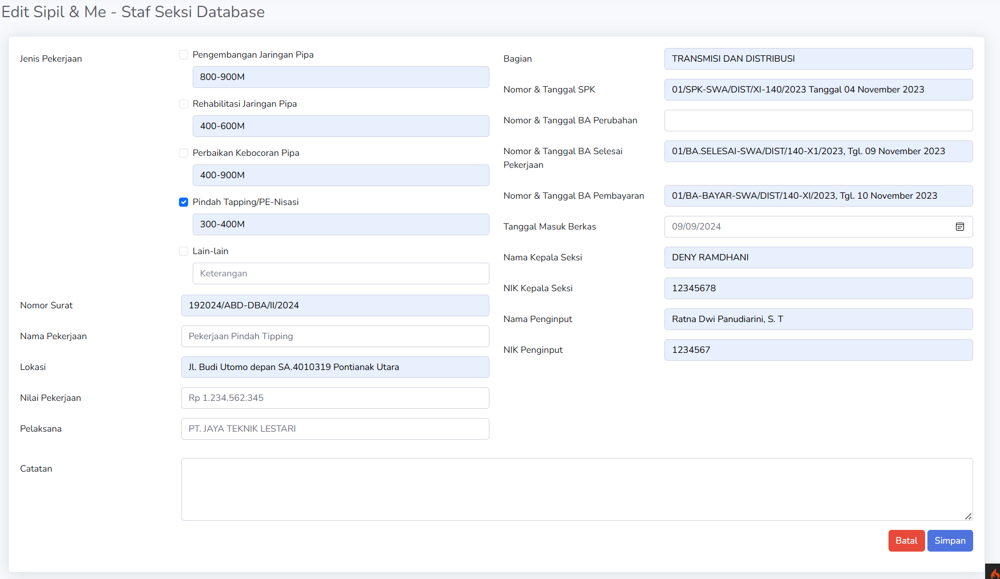 Edit Sipil & Me - Staf Seksi Database
Jenis Pekerjaan
Pengembangan Jaringan Pipa
800-900M
Rehabilitasi Jaringan Pipa
400-600M
Perbaikan Kebocoran Pipa
400-900M
Pindah Tapping/PE-Nisasi
300-400M
Lain-lain
Keterangan
Nomor Surat
192024/ABD-DBA/II/2024
Nama Pekerjaan
Pekerjaan Pindah Tipping
Lokasi
Jl. Budi Utomo depan SA.4010319 Pontianak Utara
Nilai Pekerjaan
Rp 1.234.562.345
Pelaksana
PT. JAYA TEKNIK LESTARI
Bagian
TRANSMISI DAN DISTRIBUSI
Nomor & Tanggal SPK
01/SPK-SWA/DIST/XI-140/2023 Tanggal 04 November 2023
Nomor & Tanggal BA Perubahan
Nomor & Tanggal BA Selesai
Pekerjaan
01/BA.SELESAI-SWA/DIST/140-X1/2023, Tgl. 09 November 2023
Nomor & Tanggal BA Pembayaran
01/BA-BAYAR-SWA/DIST/140-XI/2023, Tgl. 10 November 2023
Tanggal Masuk Berkas
09/09/2024
Nama Kepala Seksi
DENY RAMDHANI
NIK Kepala Seksi
12345678
Nama Penginput
Ratna Dwi Panudiarini, S. T
NIK Penginput
1234567
Catatan
Batal
Simpan